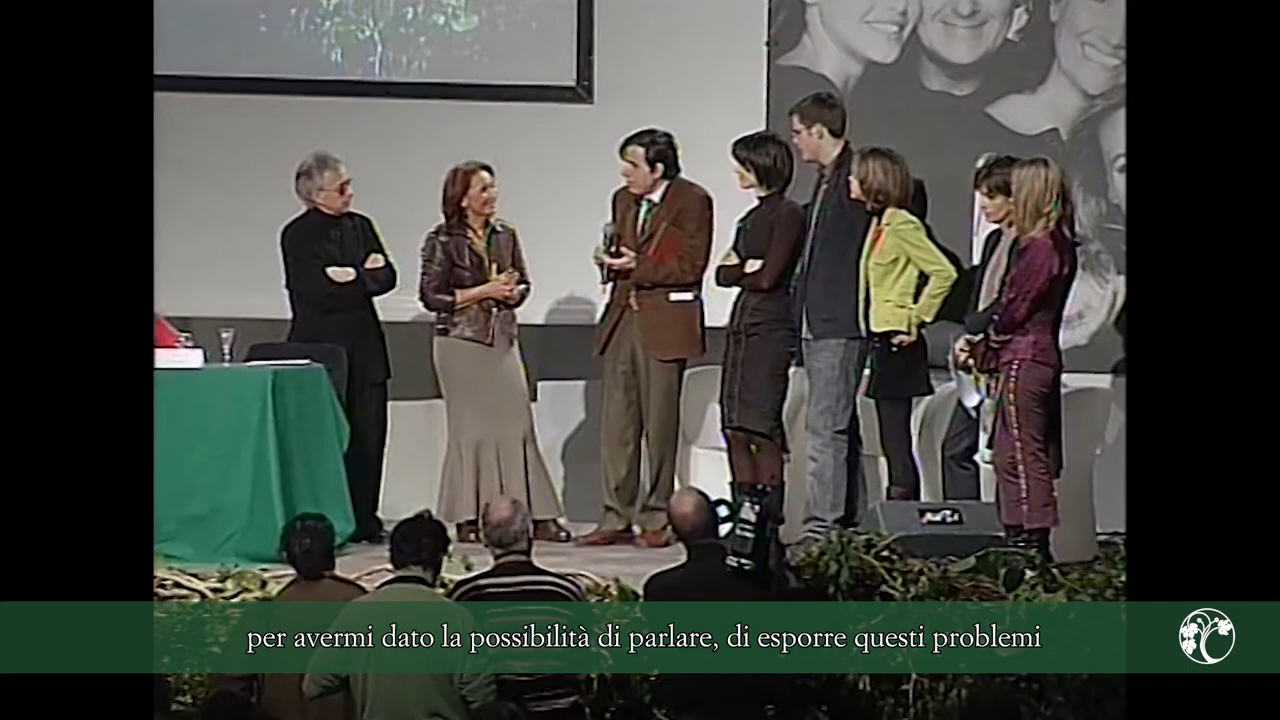 per avermi dato la possibilità di parlare, di esporre questi problemi